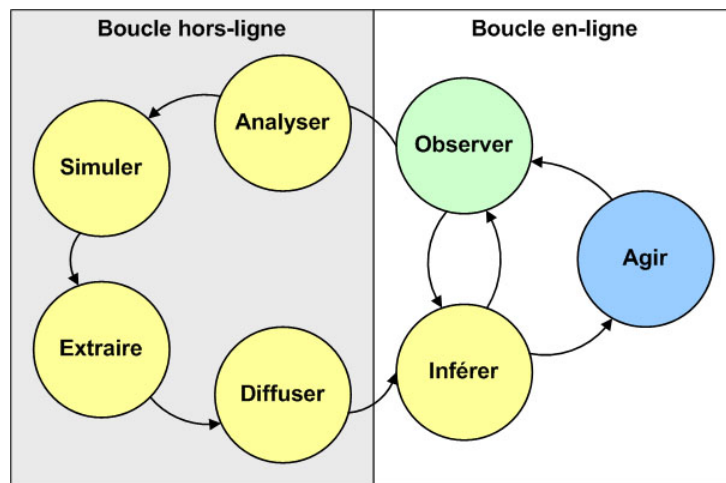 Boucle hors-ligne
Boucle en-ligne
Analyser
Observer
Simuler
Agir
Extraire
Inférer
Diffuser